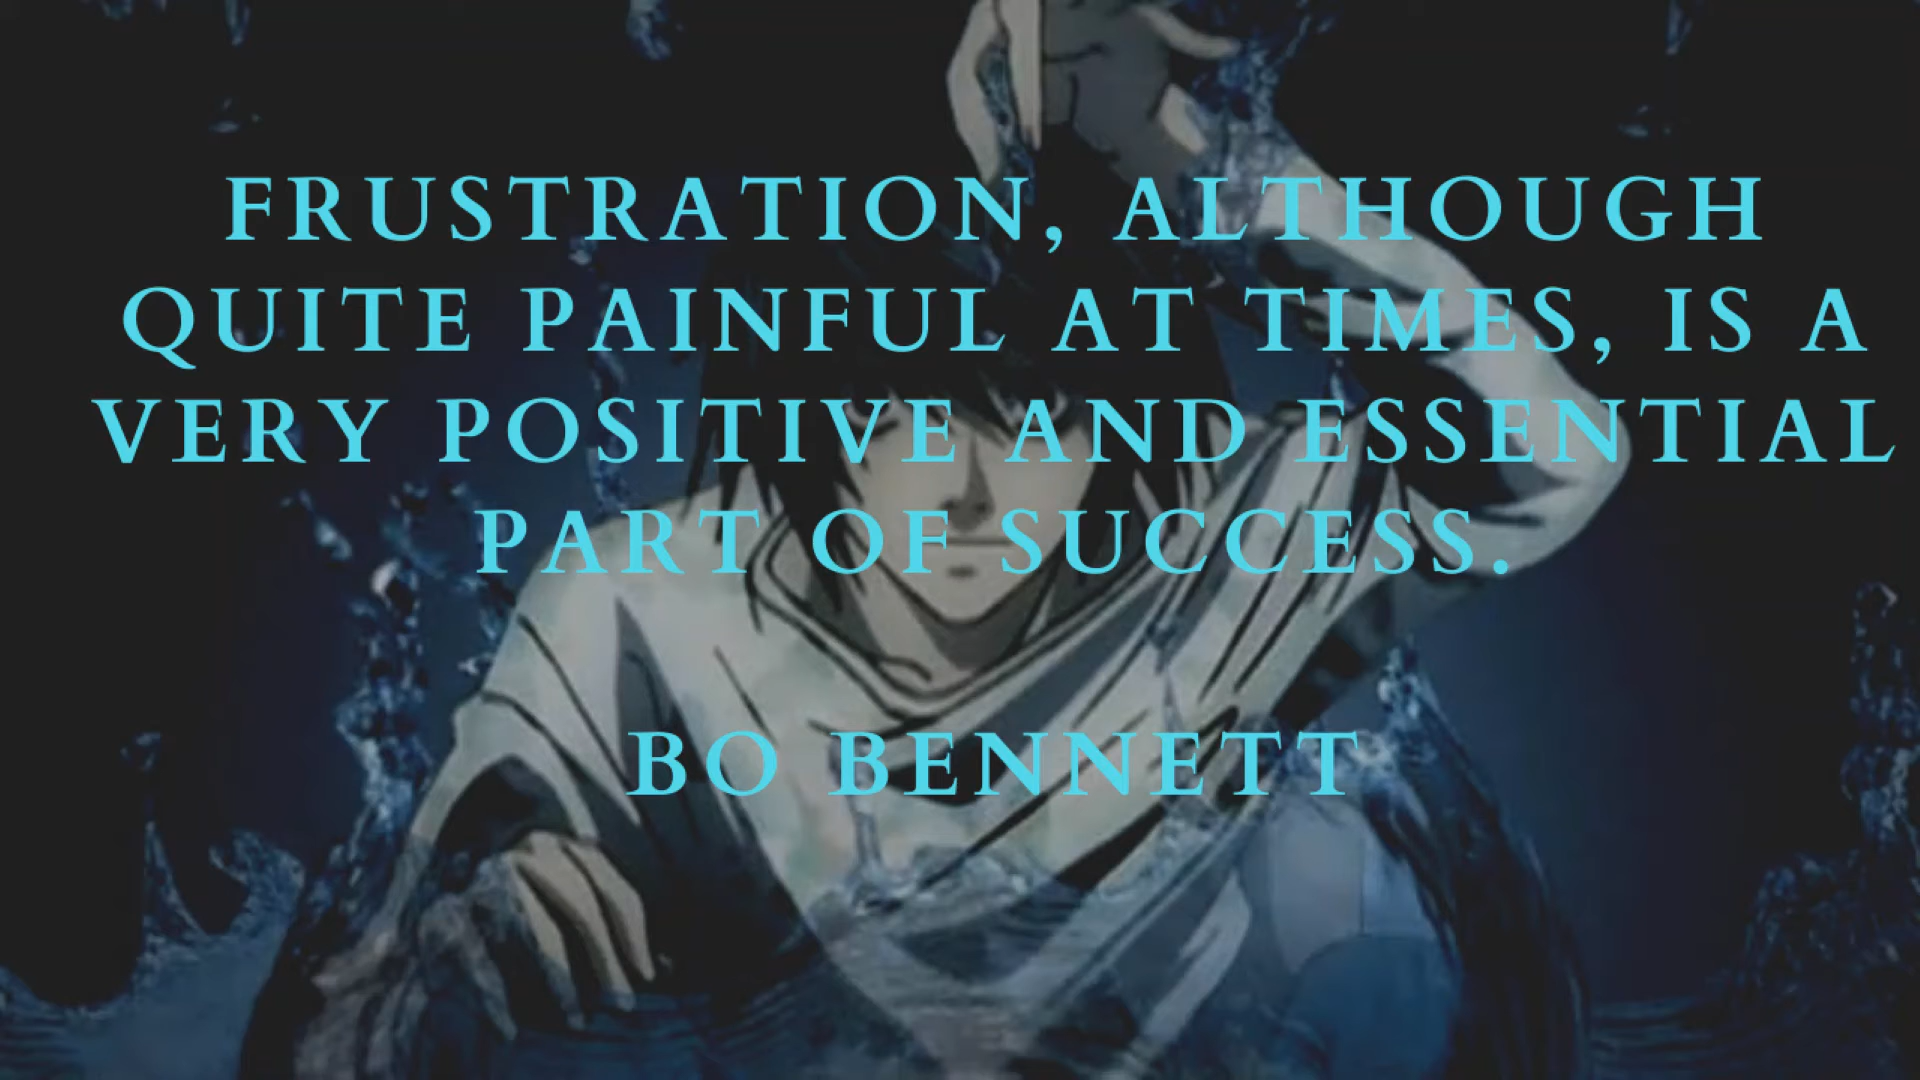 FRUSTRATION, ALTHOUGH
QUITE PAINFUL AT TIMES, IS A
VERY POSITIVE AND ESSENTIAL
PART OF SUCCESS.
BO BENNETT